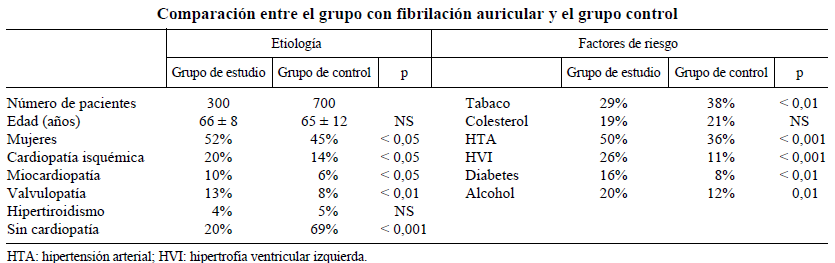 Comparación entre el grupo con fibrilación auricular y el grupo control
Etiología Factores de riesgo
Grupo de estudio Grupo de control p Grupo de estudio Grupo de control p
Número de pacientes 300 700 Tabaco 29% 38% < 0,01
Edad (años) 66 ± 8 65 ± 12 NS Colesterol 19% 21% NS
Mujeres 52% 45% < 0,05 HTA 50% 36% < 0,001
Cardiopatía isquémica 20% 14% < 0,05 HVI 26% 11% < 0,001
Miocardiopatía 10% 6% < 0,05 Diabetes 16% 8% < 0,01
Valvulopatía 13% 8% < 0,01 Alcohol 20% 12% 0,01
Hipertiroidismo 4% 5% NS
Sin cardiopatía 20% 69% < 0,001
HTA: hipertensión arterial; HVI: hipertrofía ventricular izquierda.